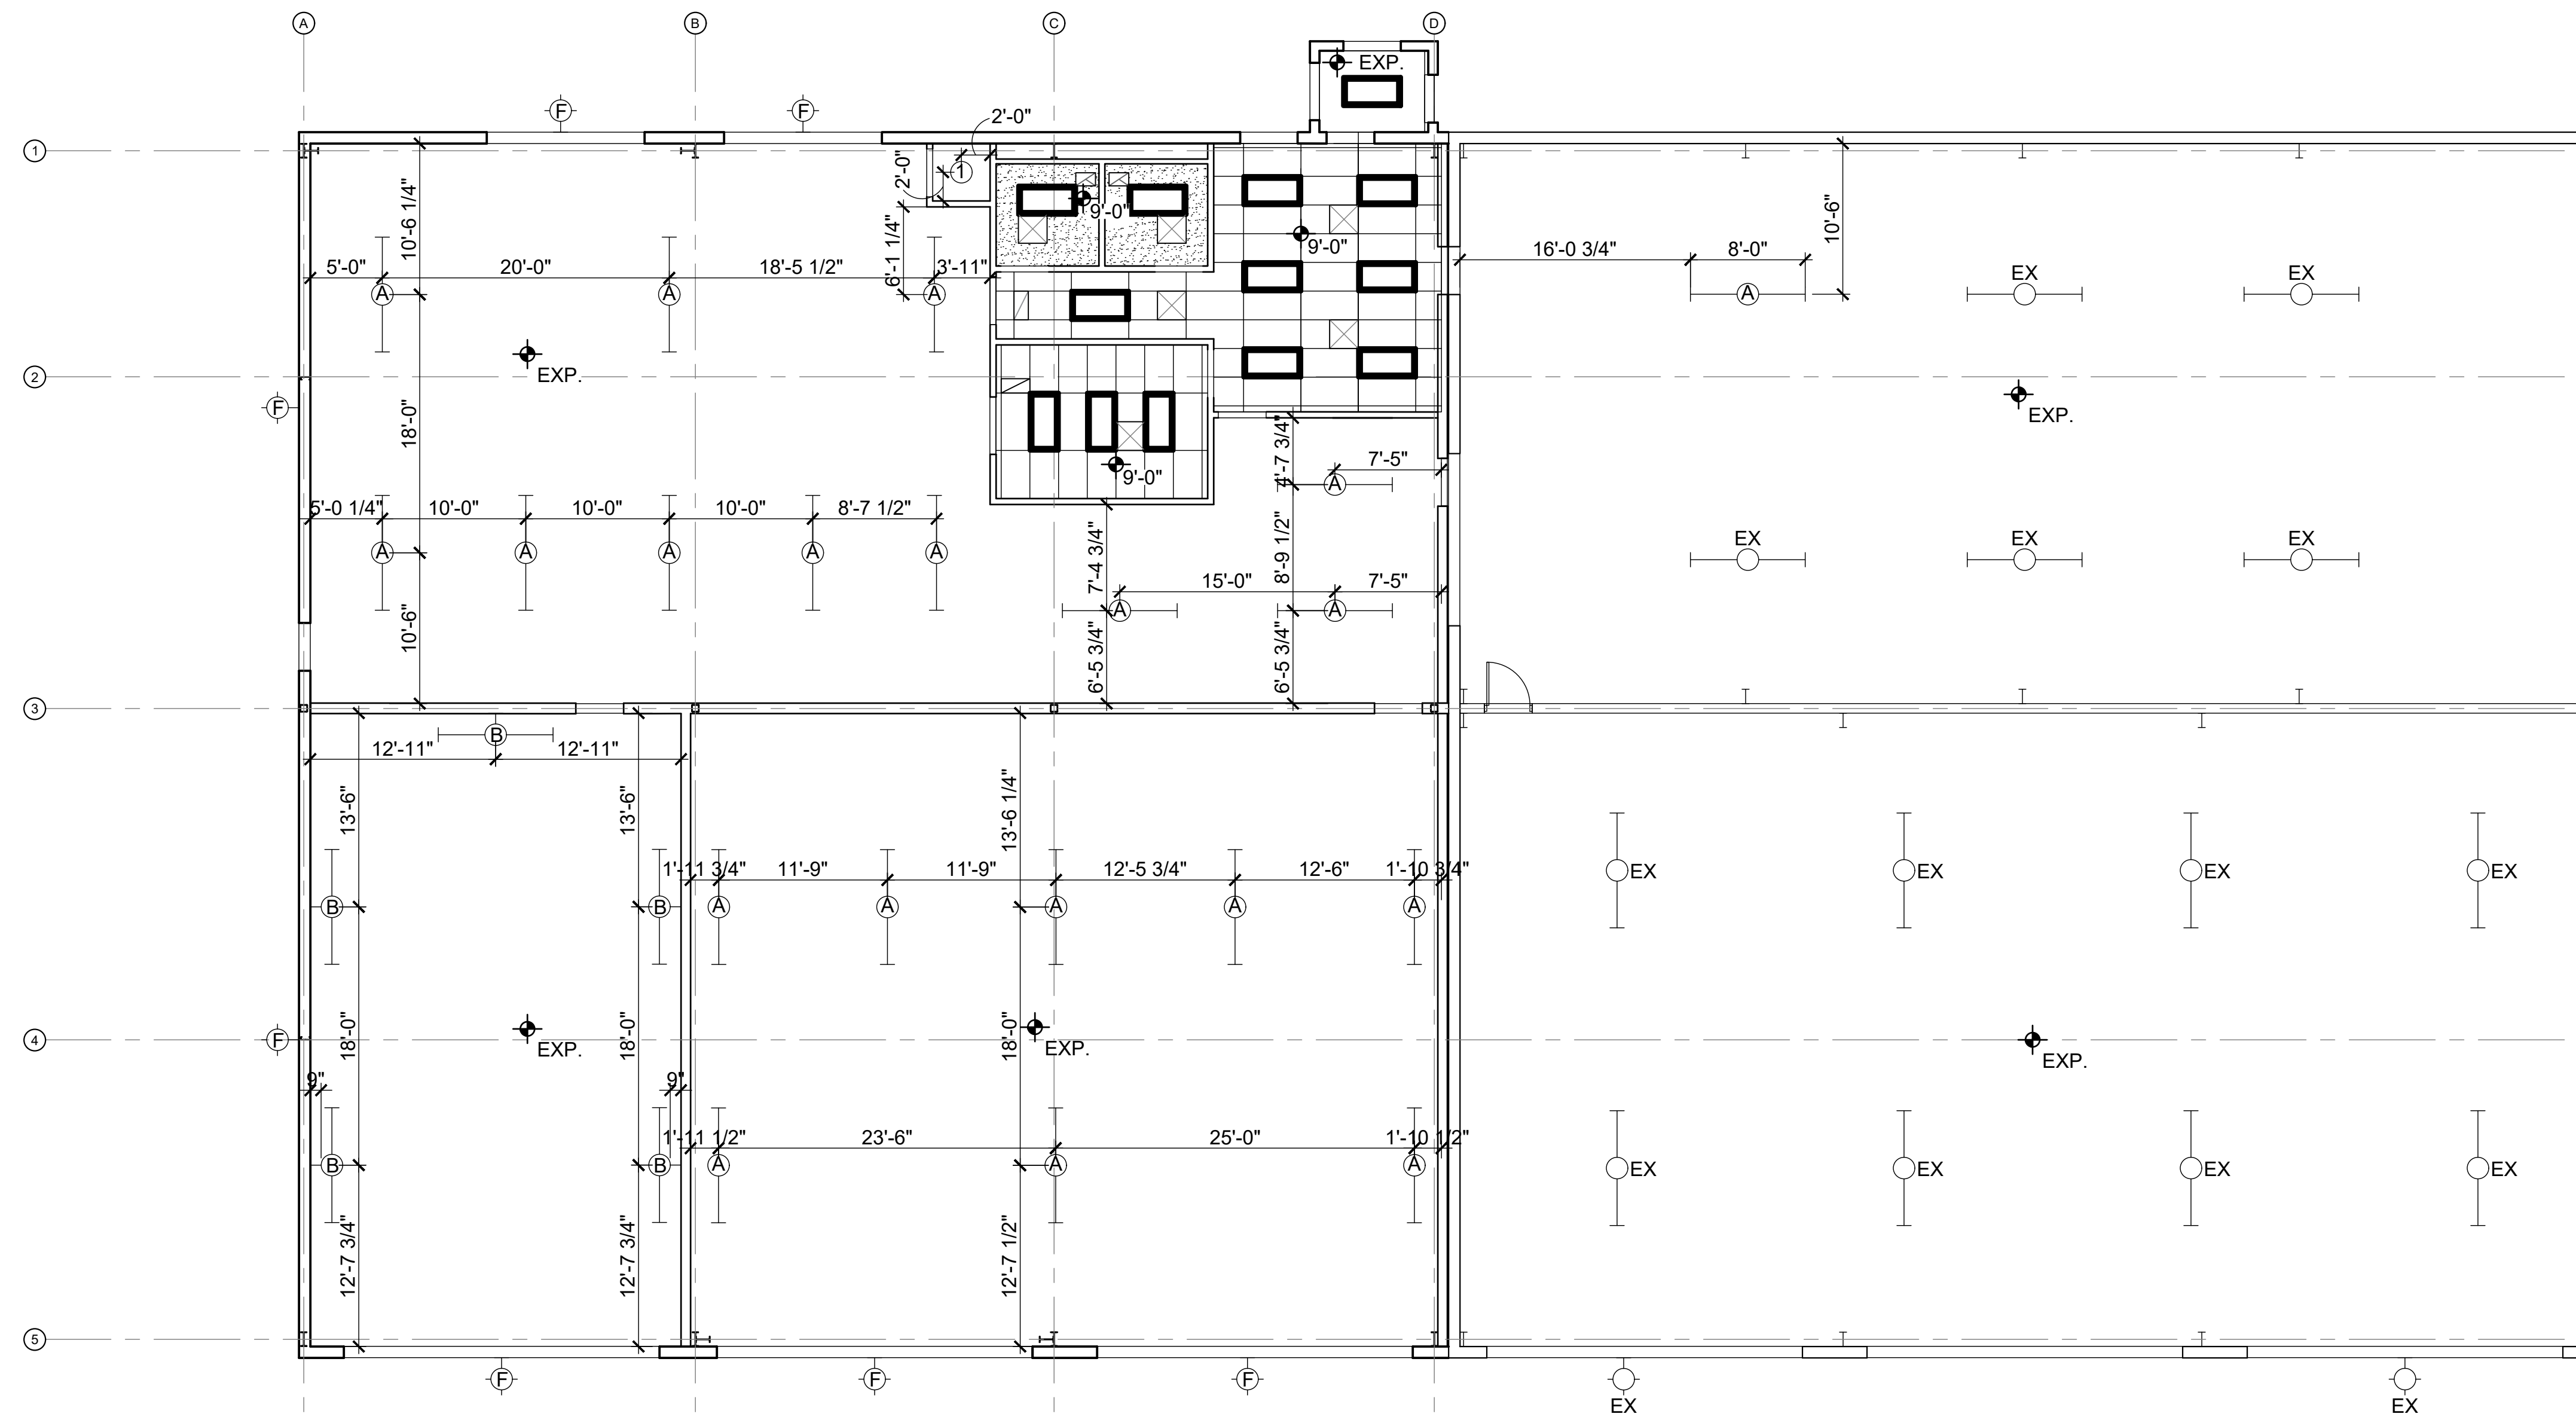 A B C D
EXP.
F F
2'-0"
1
2'-0"
1
10'-6 1/4"
10'-6"
9'-0"
6'-1 1/4"
9'-0"
16'-0 3/4" 8'-0"
5'-0" 20'-0" 18'-5 1/2" 3'-11"
EX EX
A A A A
EXP.
2
EXP.
F
18'-0"
4'-7 3/4"
7'-5"
9'-0"
A
5'-0 1/4" 10'-0" 10'-0" 10'-0" 8'-7 1/2"
EX EX EX
A A A A A
7'-4 3/4"
8'-9 1/2"
15'-0" 7'-5"
A A
10'-6"
6'-5 3/4"
6'-5 3/4"
3
B
12'-11" 12'-11"
13'-6"
13'-6"
13'-6 1/4"
1'-11 3/4" 11'-9" 11'-9" 12'-5 3/4" 12'-6" 1'-10 3/4"
EX EX EX EX
B B A A A A A
18'-0"
18'-0"
18'-0"
4
F
EXP.
EXP.
EXP.
9" 9"
1'-11 1/2" 23'-6" 25'-0" 1'-10 1/2"
B B A A A
EX EX EX EX
12'-7 3/4"
12'-7 3/4"
12'-7 1/2"
5
F F F
EX EX